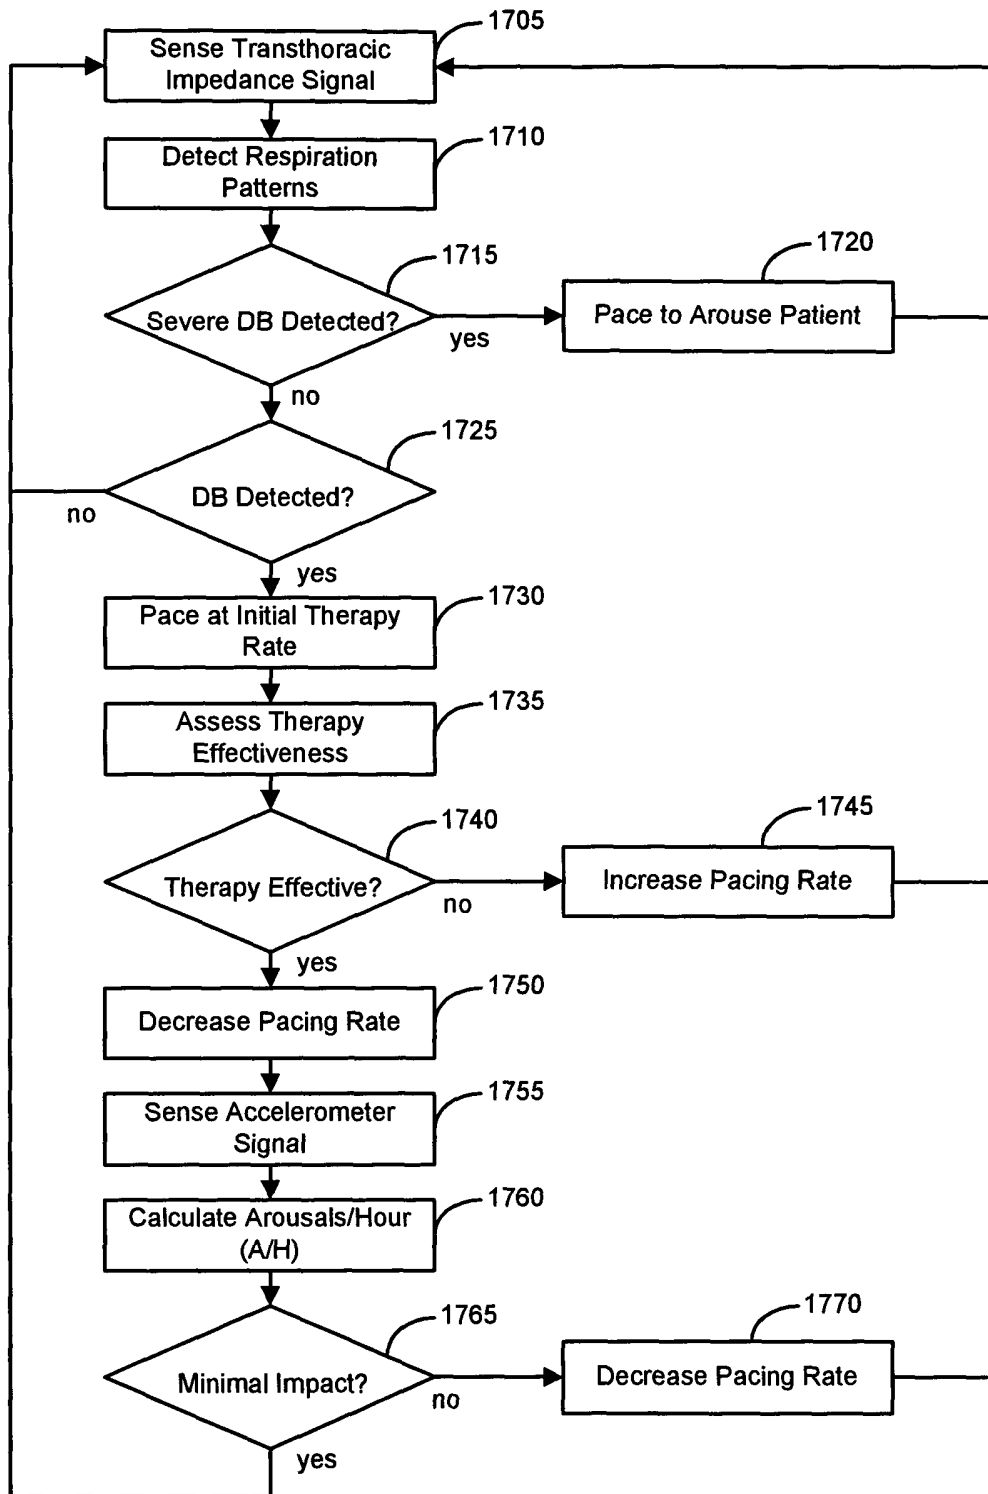 1705
Sense Transthoracic
Impedance Signal
1710
Detect Respiration
Patterns
1715
1720
Severe DB Detected?
Pace to Arouse Patient
yes
no
1725
DB Detected?
no
yes
1730
Pace at Initial Therapy
Rate
1735
Assess Therapy
Effectiveness
1740
1745
Therapy Effective?
Increase Pacing Rate
no
yes
1750
Decrease Pacing Rate
1755
Sense Accelerometer
Signal
1760
Calculate Arousals/Hour
(A/H)
1765
1770
Minimal Impact?
Decrease Pacing Rate
no
yes